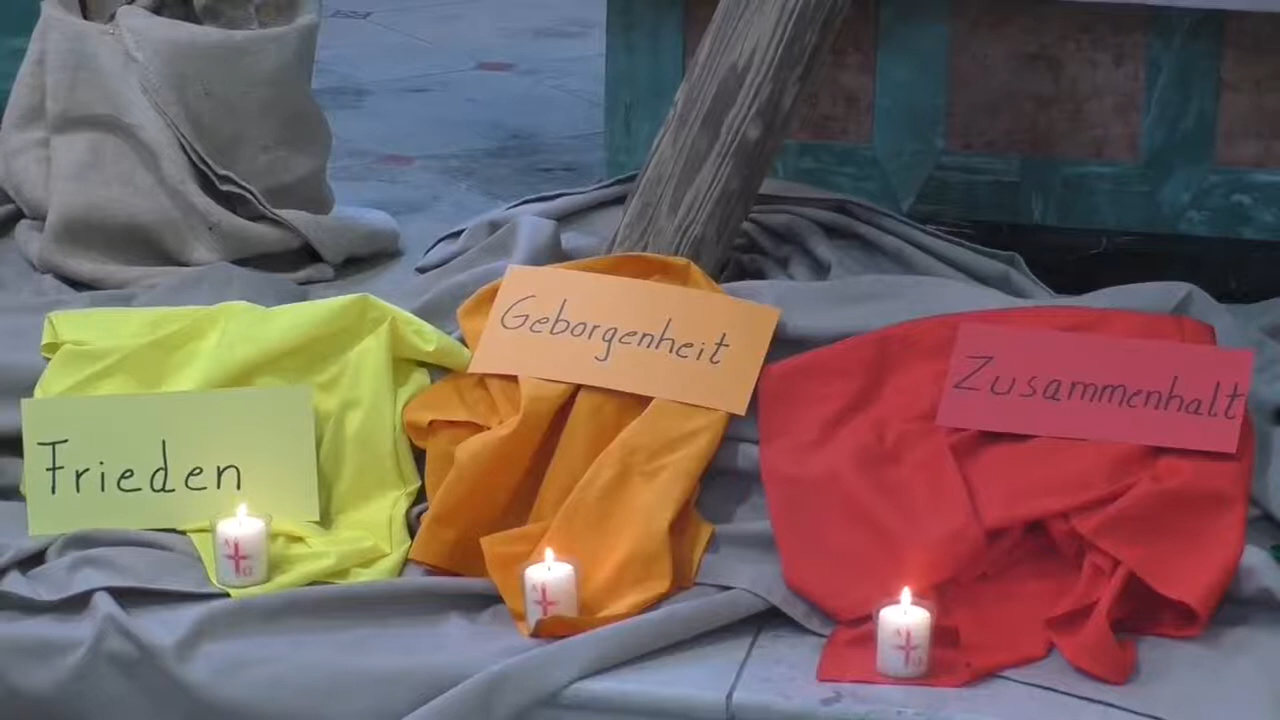 Frieden
Geborgenheit
Zusammenhalt
A
Ω
A
A
Ω